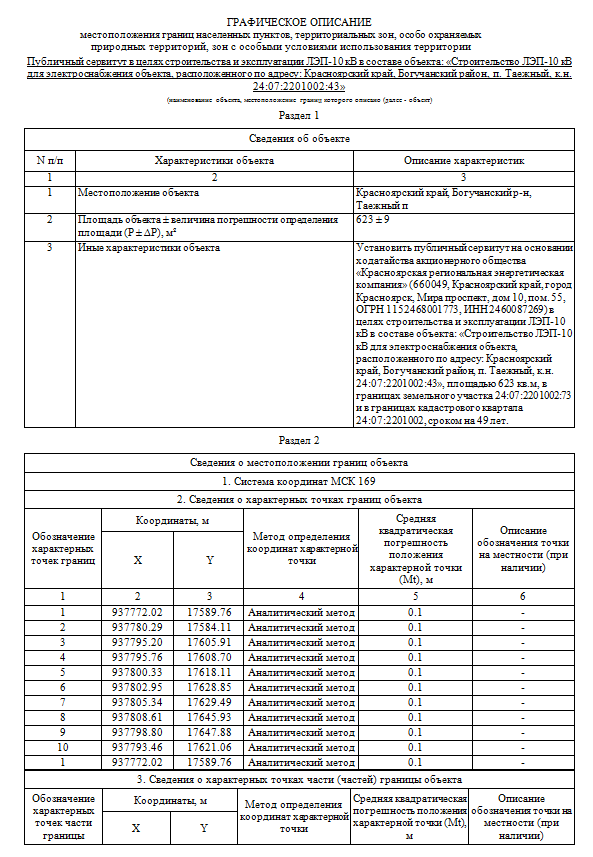 ГРАФИЧЕСКОЕ ОПИСАНИЕ
местоположения границ населенных пунктов, территориальных зон, особо охраняемых
природных территорий, зон с особыми условиями использования территории
Публичный сервитут в целях строительства и эксплуатации ЛЭП-10 кВ в составе объекта: «Строительство ЛЭП-10 кВ
для электроснабжения объекта, расположенного по адресу: Красноярский край, Богучанский район, п. Таежный, к.н.
24:07:2201002:43»
(наименование объекта, местоположение границ которого описано (далее - объект)
Раздел 1
Сведения об объекте
N п/п Характеристики объекта Описание характеристик
1 2 3
1 Местоположение объекта Красноярский край, Богучанский р-н,
Таежный п
2 Площадь объекта ± величина погрешности определения 623 ± 9
площади (P ± ∆P), м²
3 Иные характеристики объекта Установить публичный сервитут на основании
ходатайства акционерного общества
«Красноярская региональная энергетическая
компания» (660049, Красноярский край, город
Красноярск, Мира проспект, дом 10, пом. 55,
ОГРН 1152468001773, ИНН 2460087269) в
целях строительства и эксплуатации ЛЭП-10
кВ в составе объекта: «Строительство ЛЭП-10
кВ для электроснабжения объекта,
расположенного по адресу: Красноярский
край, Богучанский район, п. Таежный, к.н.
24:07:2201002:43», площадью 623 кв.м, в
границах земельного участка 24:07:2201002:73
и в границах кадастрового квартала
24:07:2201002, сроком на 49 лет.
Раздел 2
Сведения о местоположении границ объекта
1. Система координат МСК 169
2. Сведения о характерных точках границ объекта
Обозначение характерных точек границ Координаты, м Метод определения координат характерной точки Средняя квадратическая погрешность положения характерной точки (Mt), м Описание обозначения точки на местности (при наличии)
X Y
1 2 3 4 5 6
1 937772.02 17589.76 Аналитический метод 0.1 -
2 937780.29 17584.11 Аналитический метод 0.1 -
3 937795.20 17605.91 Аналитический метод 0.1 -
4 937795.76 17608.70 Аналитический метод 0.1 -
5 937800.33 17618.11 Аналитический метод 0.1 -
6 937802.95 17628.85 Аналитический метод 0.1 -
7 937805.34 17629.49 Аналитический метод 0.1 -
8 937808.61 17645.93 Аналитический метод 0.1 -
9 937798.80 17647.88 Аналитический метод 0.1 -
10 937793.46 17621.06 Аналитический метод 0.1 -
1 937772.02 17589.76 Аналитический метод 0.1 -
3. Сведения о характерных точках части (частей) границы объекта
Обозначение характерных точек части границы Координаты, м Метод определения координат характерной точки Средняя квадратическая погрешность положения характерной точки (Mt), м Описание обозначения точки на местности (при наличии)
X Y